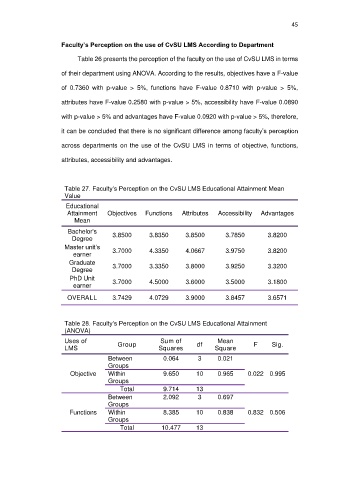 45
Faculty's Perception on the use of CvSU LMS According to Department
Table 26 presents the perception of the faculty on the use of CvSU LMS in terms
of their department using ANOVA. According to the results, objectives have a F-value
of 0.7360 with p-value > 5%, functions have F-value 0.8710 with p-value > 5%,
attributes have F-value 0.2580 with p-value > 5%, accessibility have F-value 0.0890
with p-value > 5% and advantages have F-value 0.0920 with p-value > 5%, therefore,
it can be concluded that there is no significant difference among faculty's perception
across departments on the use of the CvSU LMS in terms of objective, functions,
attributes, accessibility and advantages.
Table 27. Faculty's Perception on the CvSU LMS Educational Attainment Mean
Value
Educational
Attainment Objectives Functions Attributes Accessibility Advantages
Mean
Bachelor's
Degree 3.8500 3.8350 3.8500 3.7850 3.8200
Master unit's
earner 3.7000 4.3350 4.0667 3.9750 3.8200
Graduate
Degree 3.7000 3.3350 3.8000 3.9250 3.3200
PhD Unit
earner 3.7000 4.5000 3.6000 3.5000 3.1800
OVERALL 3.7429 4.0729 3.9000 3.8457 3.6571
Table 28. Faculty's Perception on the CvSU LMS Educational Attainment
(ANOVA)
Uses of LMS Group Sum of Squares df Mean Square F Sig.
Between Groups 0.064 3 0.021
Objective Within Groups 9.650 10 0.965 0.022 0.995
Total 9.714 13
Between Groups 2.092 3 0.697
Functions Within Groups 8.385 10 0.838 0.832 0.506
Total 10.477 13